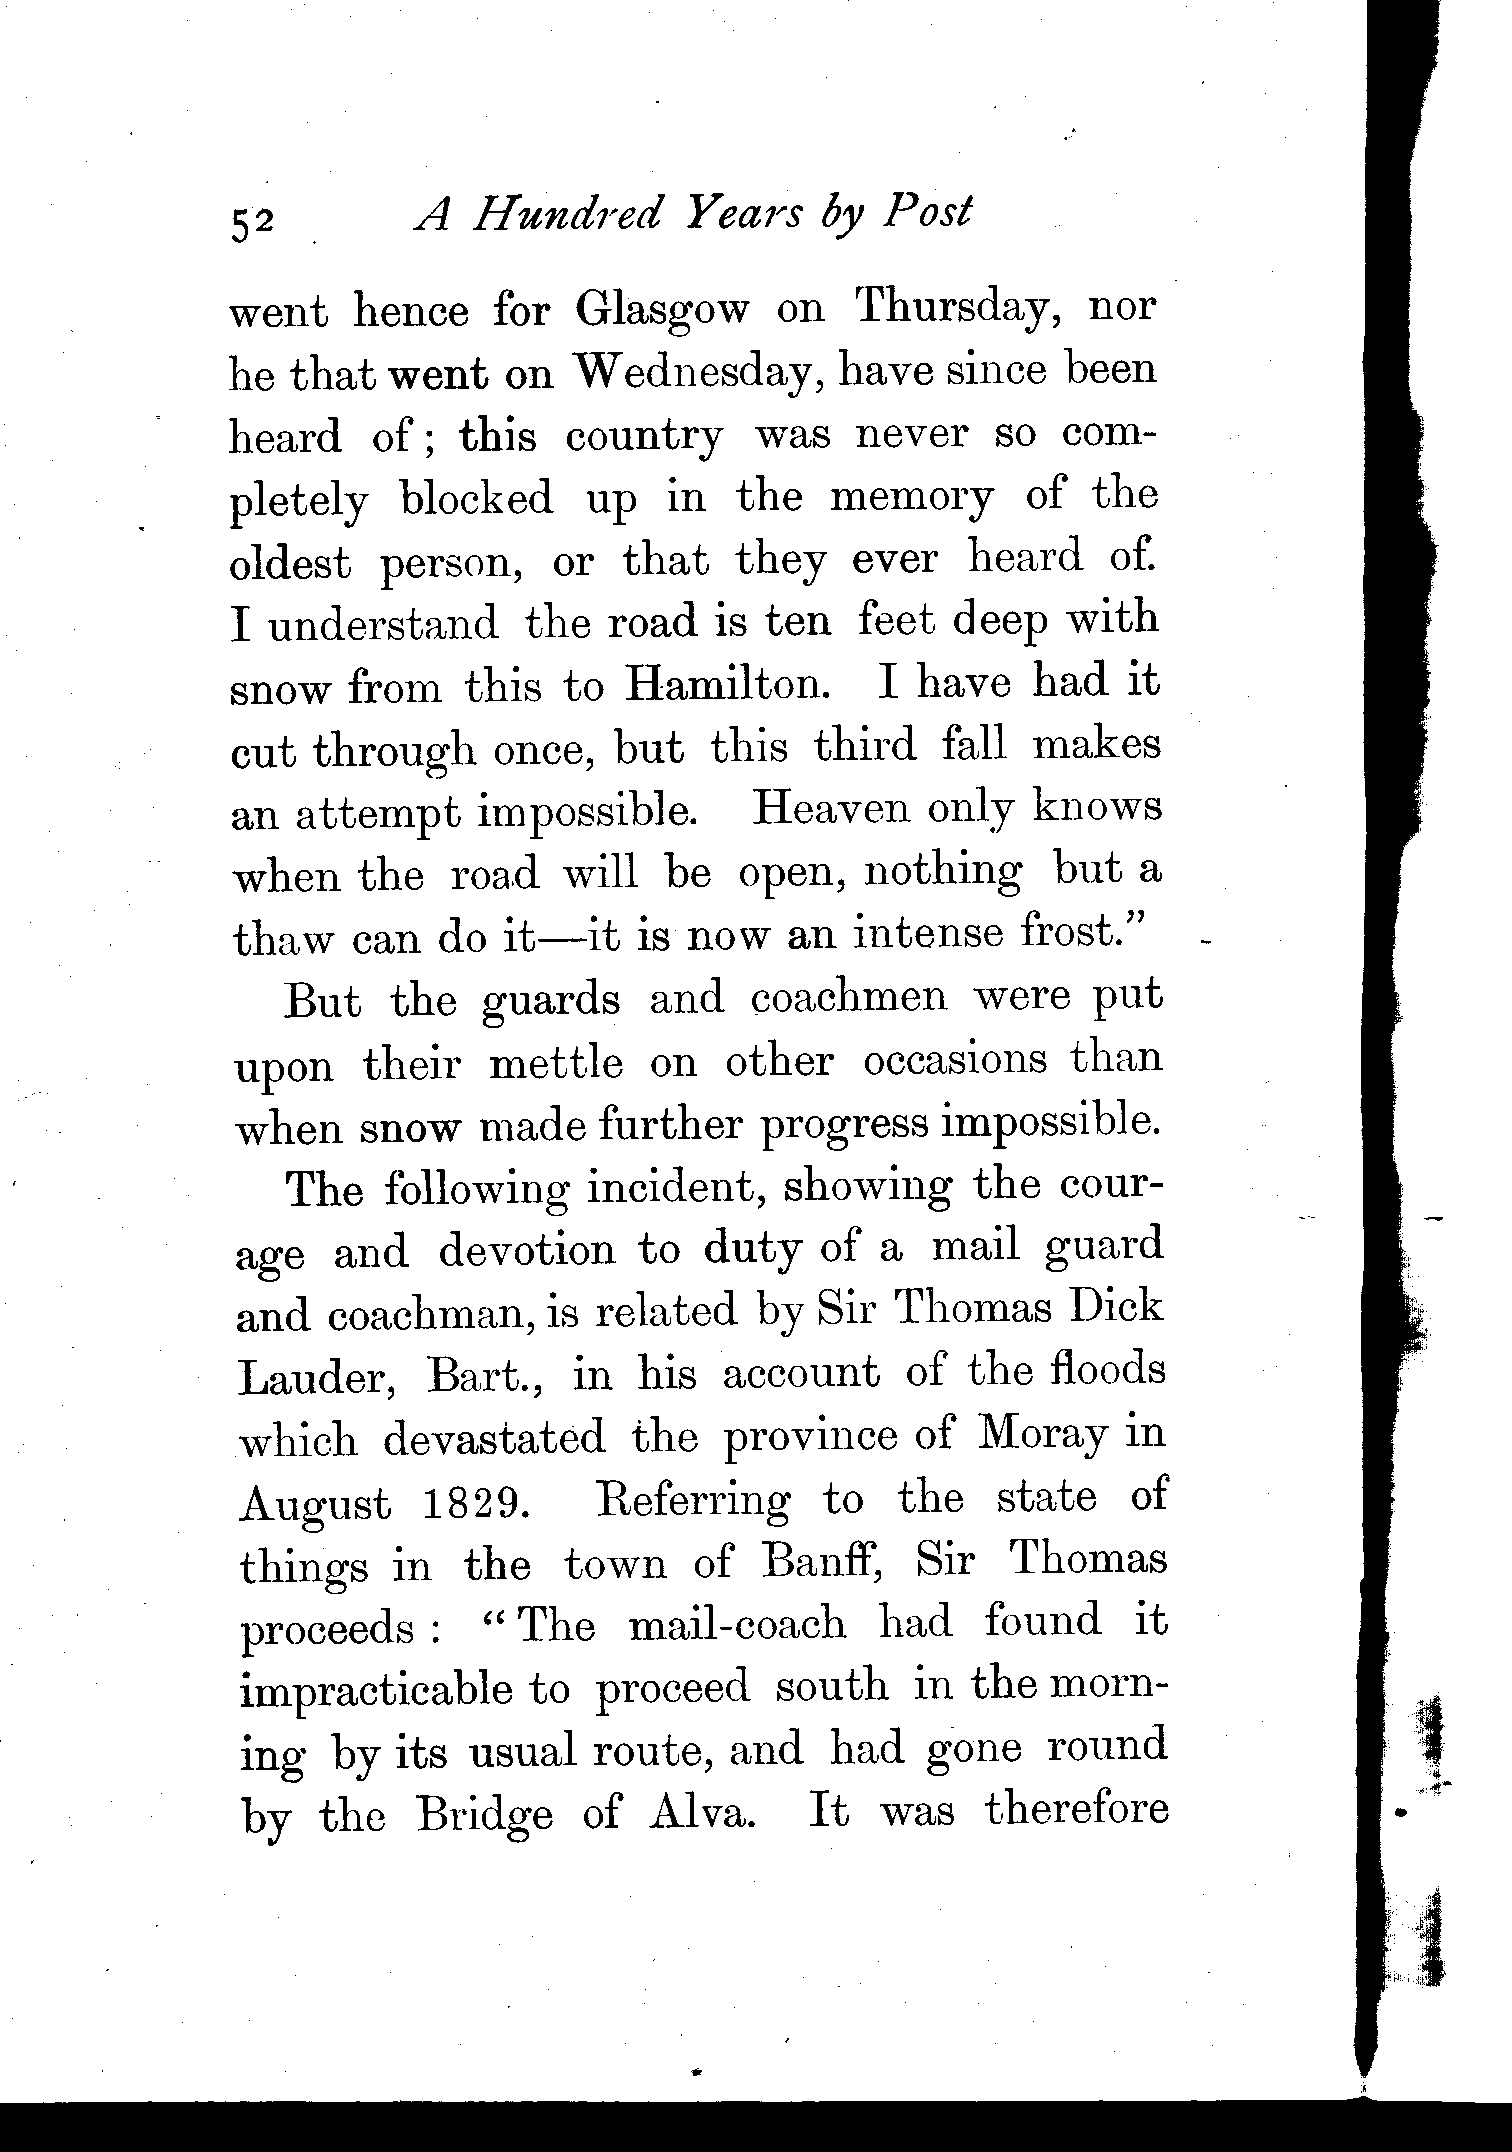 52 A Hundred Years by Post
went hence for Glasgow on Thursday, nor
he that went on Wednesday, have since been
heard of; this country was never so com-
pletely blocked up in the memory of the
oldest person, or that they ever heard of.
I understand the road is ten feet deep with
snow from this to Hamilton. I have had it
cut through once, but this third fall makes
an attempt impossible. Heaven only knows
when the road will be open, nothing but a
thaw can do it—it is now an intense frost.”
But the guards and coachmen were put
upon their mettle on other occasions than
when snow made further progress impossible.
The following incident, showing the cour-
age and devotion to duty of a mail guard
and coachman, is related by Sir Thomas Dick
Lauder, Bart., in his account of the floods
which devastated the province of Moray in
August 1829. Referring to the state of
things in the town of Banff, Sir Thomas
proceeds: “The mail-coach had found it
impracticable to proceed south in the morn-
ing by its usual route, and had gone round
by the Bridge of Alva. It was therefore